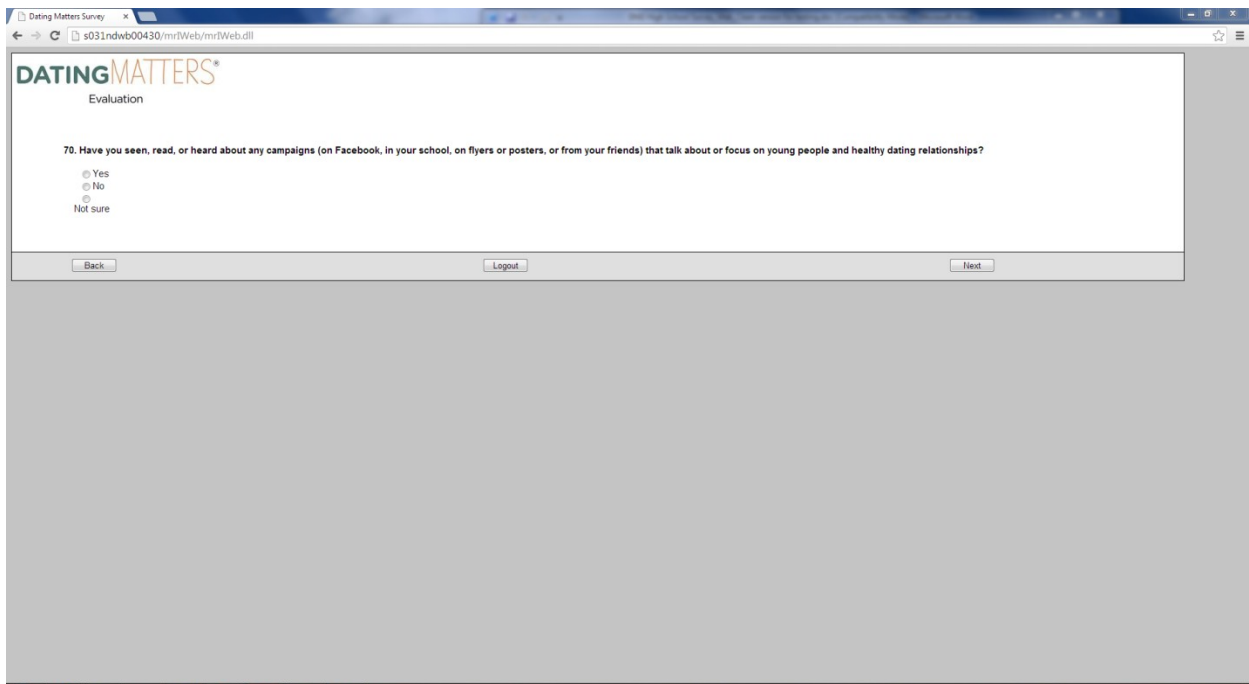 Dating Matters Survey
s031ndwb00430/mrIWeb/mrIWeb.dll
DATINGMATTERS®
Evaluation
70. Have you seen, read, or heard about any campaigns (on Facebook, in your school, on flyers or posters, or from your friends) that talk about or focus on young people and healthy dating relationships?
Yes
No
Not sure
Back Logout Next